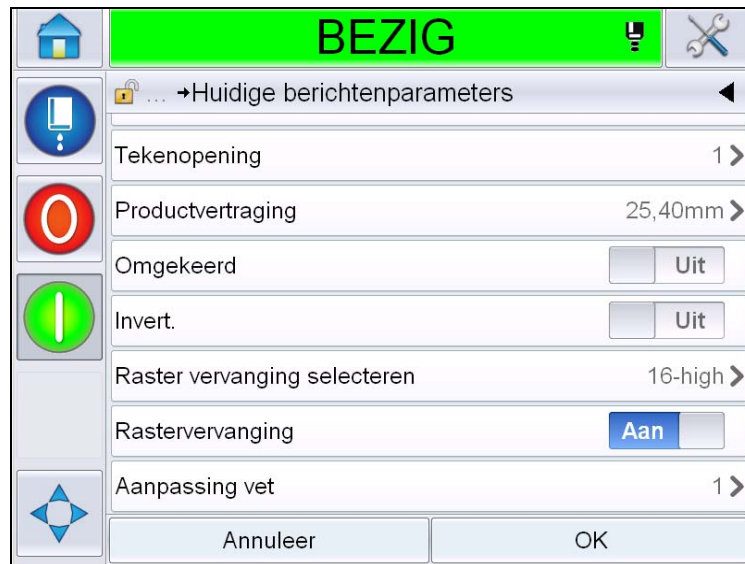 BEZIG
... →Huidige berichtenparameters
Tekenopening 1
Productvertraging 25,40mm
Omgekeerd Uit
Invert. Uit
Raster vervanging selecteren 16-high
Rastervervanging Aan
Aanpassing vet 1
Annuleer OK